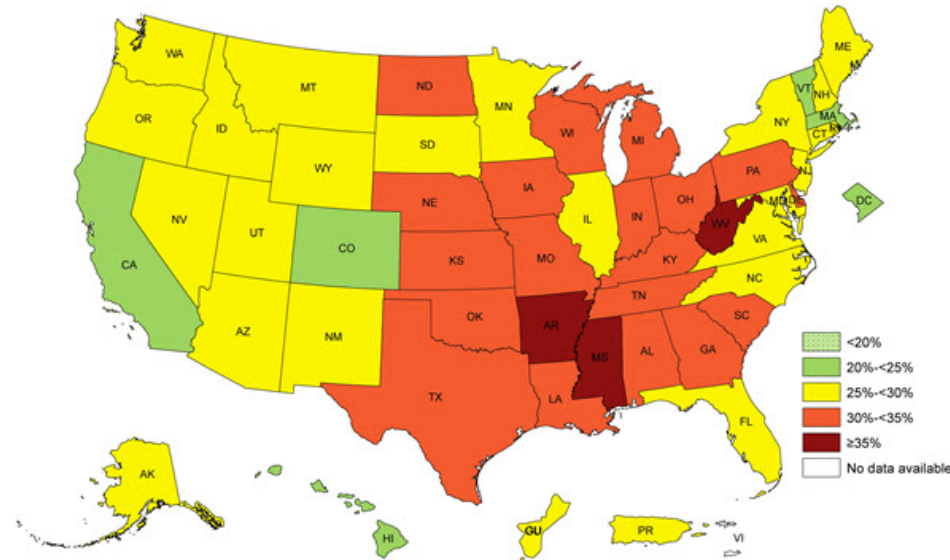 WA
MT
ND
MN
ME
VT
NH
OR
ID
SD
WI
MI
NY
MA
CT
RI
WY
NE
IA
PA
NJ
NV
UT
CO
IL
IN
OH
MD
DE
DC
CA
KS
MO
WV
VA
KY
NC
AZ
NM
OK
AR
TN
SC
MS
AL
GA
TX
LA
FL
AK
HI
GU
PR
VI
<20%
20%-<25%
25%-<30%
30%-<35%
≥35%
No data available